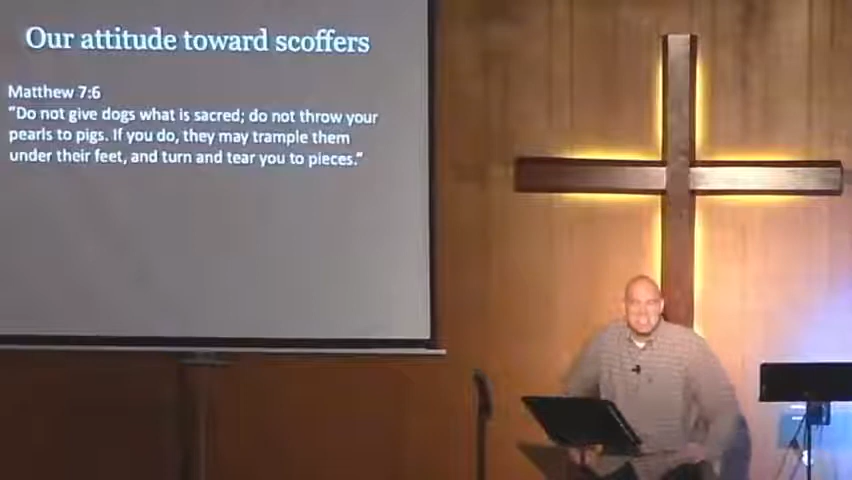 Our attitude toward scoffers
Matthew 7:6
"Do not give dogs what is sacred; do not throw your
pearls to pigs. If you do, they may trample them
under their feet, and turn and tear you to pieces."